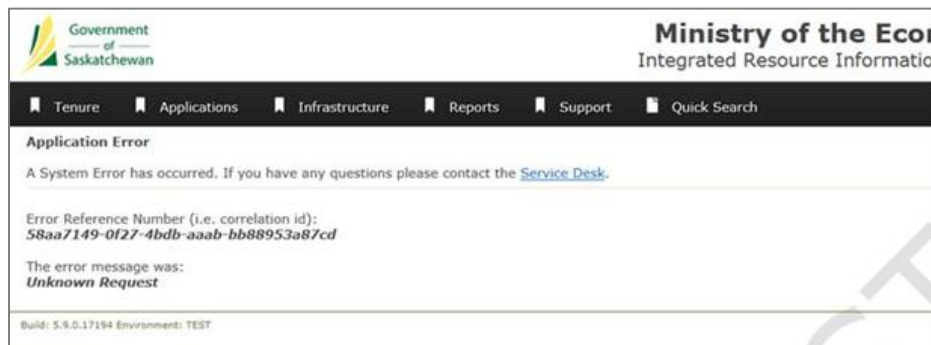 Government
of
Saskatchewan
Ministry of the Eco
Integrated Resource Informatio
Tenure Applications Infrastructure Reports Support Quick Search
Application Error
A System Error has occurred. If you have any questions please contact the Service Desk.
Error Reference Number (i.e. correlation id):
58aa7149-0f27-4bdb-aaab-bb88953a87cd
The error message was:
Unknown Request
Build: 5.9.0.17194 Environment: TEST